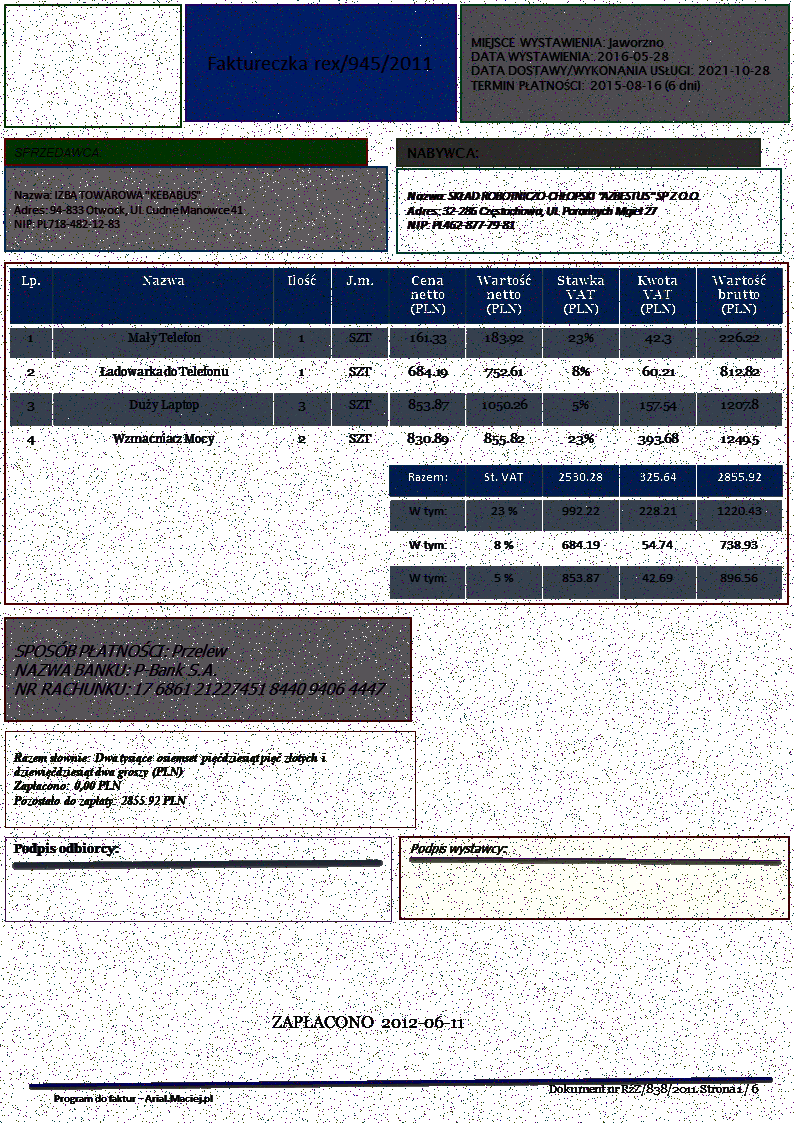 Faktureczka rex/945/2011
MIEJSCE WYSTAWIENIA: Jaworzno
DATA WYSTAWIENIA: 2016-05-28
DATA DOSTAWY/WYKONANIA USŁUGI: 2021-10-28
TERMIN PŁATNOŚCI: 2015-08-16 (6 dni)
SPRZEDAWCA:
Nazwa: IZBA TOWAROWA "KEBABUS"
Adres: 94-833 Otwock, Ul. Cudne Manowce 41
NIP: PL718-482-12-83
NABYWCA:
Nazwa: SKŁAD ROBOTNICZO-CHŁOPSKI "AZBESTUS" SP Z O.O.
Adres: 32-286 Częstochowa, Ul. Porannych Mgieł 27
NIP: PL462-877-79-81
Lp. Nazwa Ilość J.m. Cena netto (PLN) Wartość netto (PLN) Stawka VAT (PLN) Kwota VAT (PLN) Wartość brutto (PLN)
1 Mały Telefon 1 SZT 161.33 183.92 23% 42.3 226.22
2 Ładowarka do Telefonu 1 SZT 684.19 752.61 8% 60.21 812.82
3 Duży Laptop 3 SZT 853.87 1050.26 5% 157.54 1207.8
4 Wzmacniacz Mocy 2 SZT 830.89 855.82 23% 393.68 1249.5
Razem: St. VAT 2530.28 325.64 2855.92
W tym: 23 % 992.22 228.21 1220.43
W tym: 8 % 684.19 54.74 738.93
W tym: 5 % 853.87 42.69 896.56
SPOSÓB PŁATNOŚCI: Przelew
NAZWA BANKU: P-Bank S.A.
NR RACHUNKU: 17 6861 2122 7451 8440 9406 4447
Razem słownie: Dwa tysiące osiemset pięćdziesiąt pięć złotych i
dziewięćdziesiąt dwa groszy (PLN)
Zapłacono: 0,00 PLN
Pozostało do zapłaty: 2855.92 PLN
Podpis odbiorcy:
Podpis wystawcy:
ZAPŁACONO 2012-06-11
Dokument nr RzZ/838/2011. Strona 1 / 6
Program do faktur – Arial.Maciej.pl